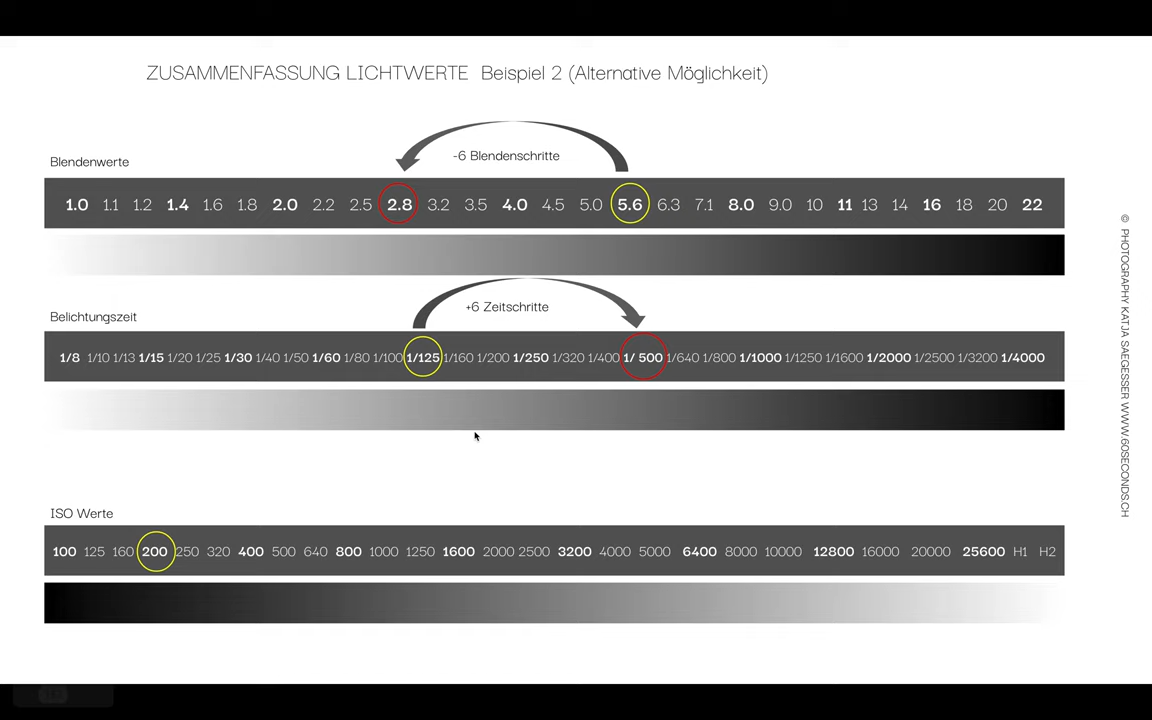 ZUSAMMENFASSUNG LICHTWERTE Beispiel 2 (Alternative Möglichkeit)
-6 Blendenschritte
Blendenwerte
1.0 1.1 1.2 1.4 1.6 1.8 2.0 2.2 2.5 2.8 3.2 3.5 4.0 4.5 5.0 5.6 6.3 7.1 8.0 9.0 10 11 13 14 16 18 20 22
+6 Zeitschritte
Belichtungszeit
1/8 1/10 1/13 1/15 1/20 1/25 1/30 1/40 1/50 1/60 1/80 1/100 1/125 1/160 1/200 1/250 1/320 1/400 1/ 500 1/640 1/800 1/1000 1/1250 1/1600 1/2000 1/2500 1/3200 1/4000
ISO Werte
100 125 160 200 250 320 400 500 640 800 1000 1250 1600 2000 2500 3200 4000 5000 6400 8000 10000 12800 16000 20000 25600 H1 H2
© PHOTOGRAPHY KATJA SAEGESSER WWW.60SECONDS.CH